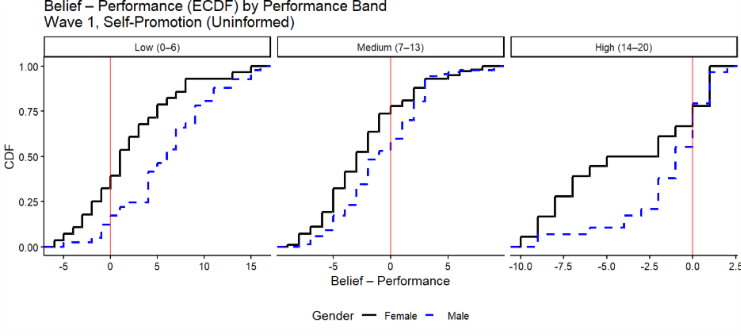 Belief – Performance (ECDF) by Performance Band
Wave 1, Self-Promotion (Uninformed)
Low (0–6) Medium (7–13) High (14–20)
1.00
0.75
0.50
0.25
0.00
CDF
-5 0 5 10 15 -5 0 5 -10.0 -7.5 -5.0 -2.5 0.0 2.5
Belief – Performance
Gender Female Male